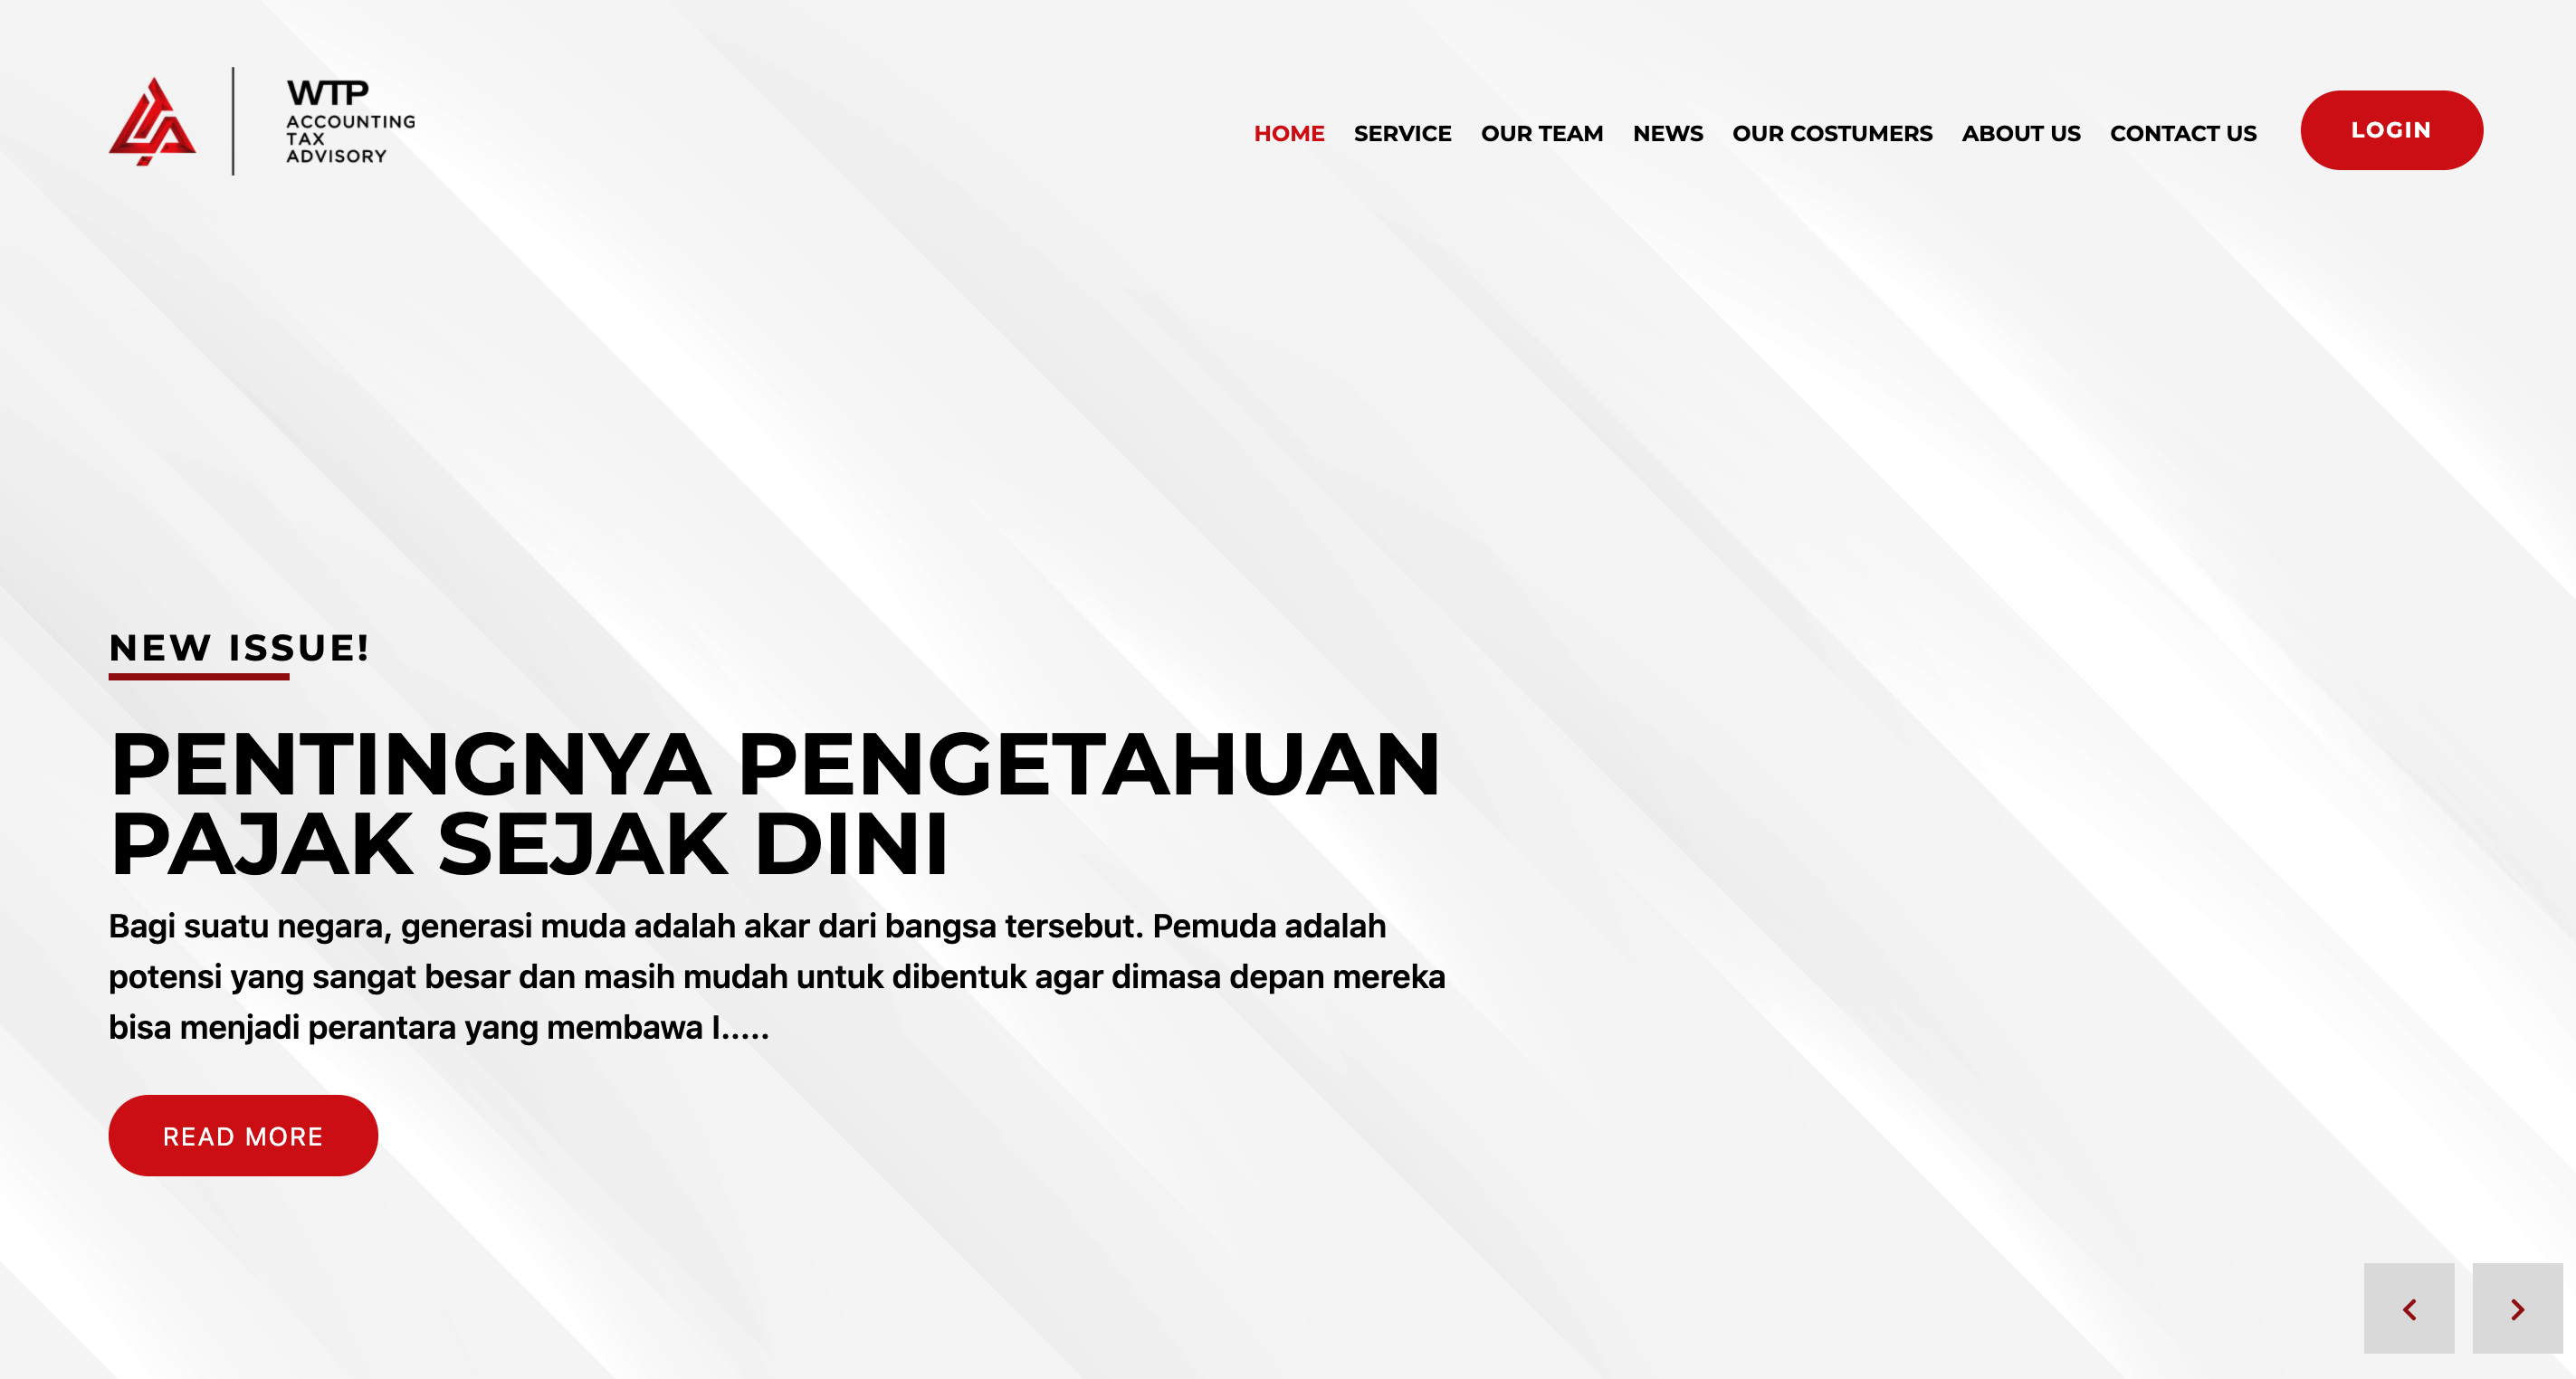 WTP
ACCOUNTING
TAX
ADVISORY
HOME SERVICE OUR TEAM NEWS OUR COSTUMERS ABOUT US CONTACT US LOGIN
NEW ISSUE!
PENTINGNYA PENGETAHUAN
PAJAK SEJAK DINI
Bagi suatu negara, generasi muda adalah akar dari bangsa tersebut. Pemuda adalah
potensi yang sangat besar dan masih mudah untuk dibentuk agar dimasa depan mereka
bisa menjadi perantara yang membawa I.....
READ MORE